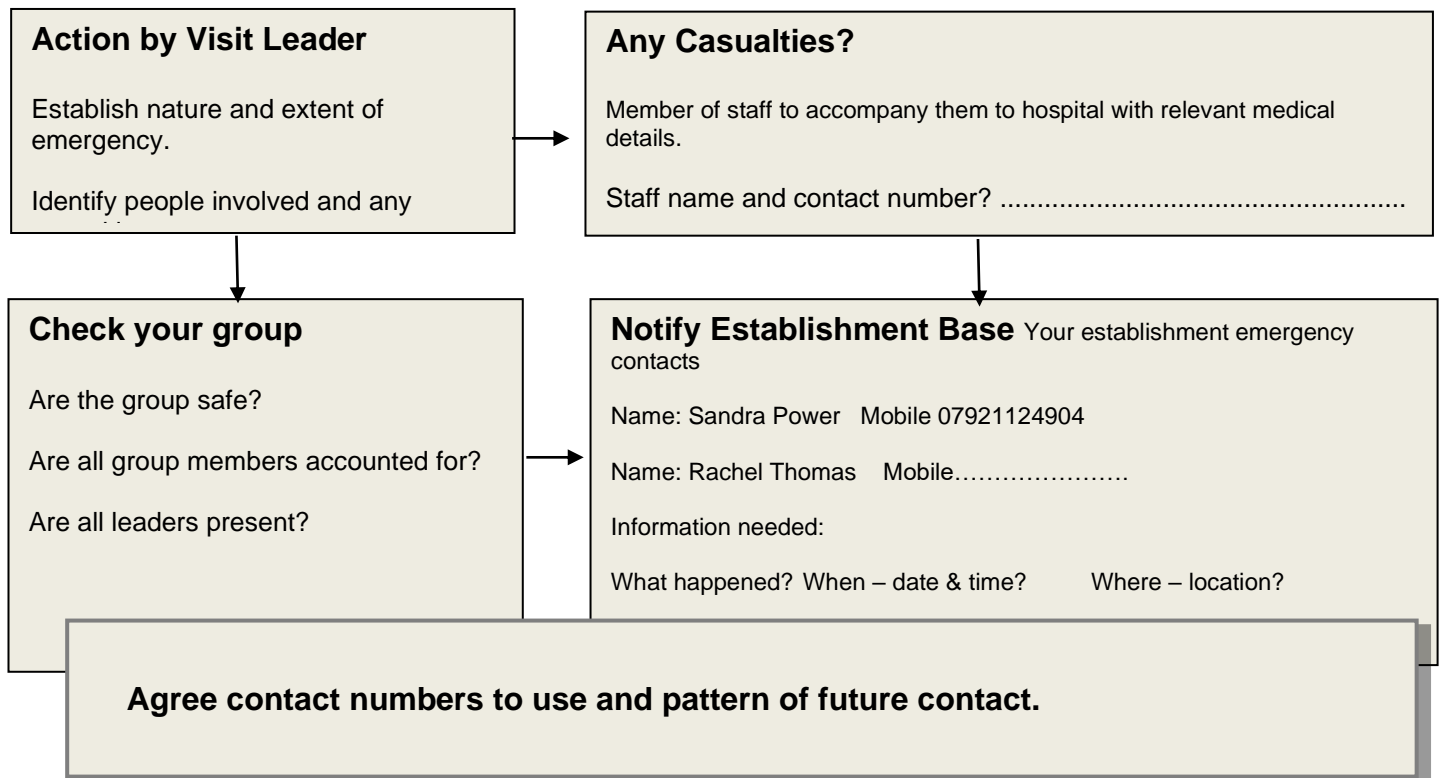 Action by Visit Leader
Establish nature and extent of
emergency.
Identify people involved and any
Any Casualties?
Member of staff to accompany them to hospital with relevant medical
details.
Staff name and contact number? ........................................................
Check your group
Are the group safe?
Are all group members accounted for?
Are all leaders present?
Notify Establishment Base Your establishment emergency
contacts
Name: Sandra Power Mobile 07921124904
Name: Rachel Thomas Mobile………………….
Information needed:
What happened? When – date & time? Where – location?
Agree contact numbers to use and pattern of future contact.